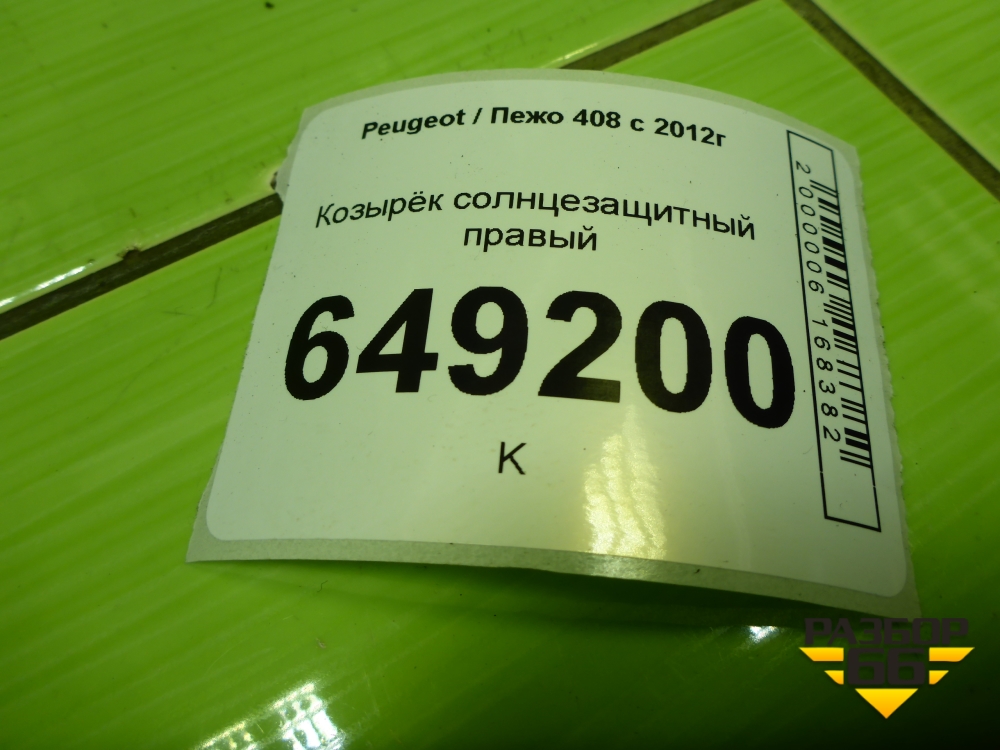 Peugeot / Пежо 408 с 2012г
Козырёк солнцезащитный
правый
649200
К
2000006168382
РАЗБОР
66